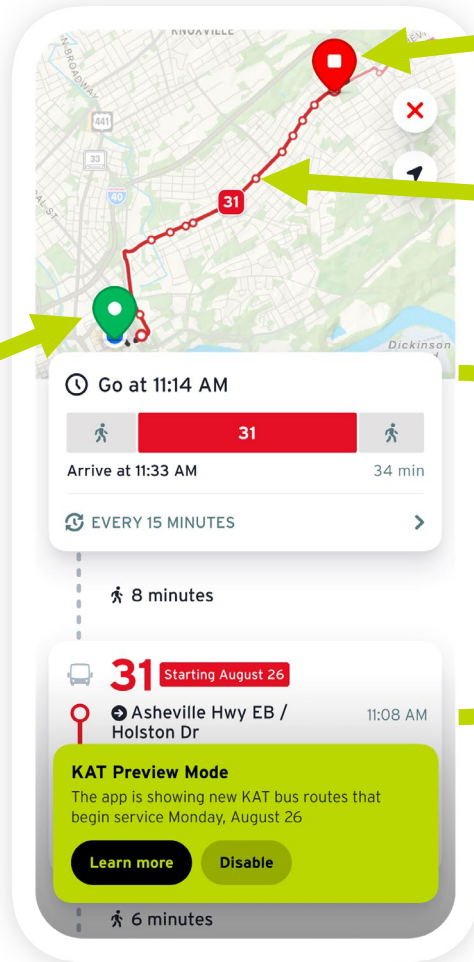 KNOXVILLE
N BROADWAY
441
33
40
31
Dickinson
Go at 11:14 AM
31
Arrive at 11:33 AM 34 min
EVERY 15 MINUTES
8 minutes
31 Starting August 26
Asheville Hwy EB / 11:08 AM
Holston Dr
KAT Preview Mode
The app is showing new KAT bus routes that
begin service Monday, August 26
Learn more Disable
6 minutes